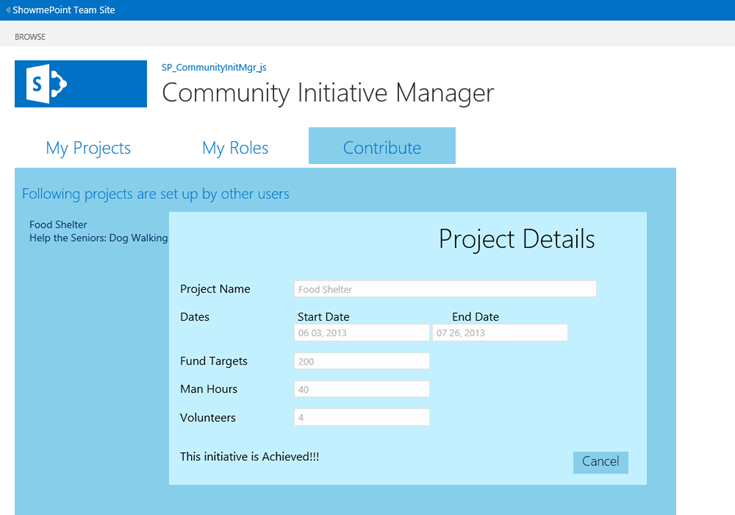 ShowmePoint Team Site
BROWSE
S
SP_CommunityInitMgr_js
Community Initiative Manager
My Projects My Roles Contribute
Following projects are set up by other users
Food Shelter
Help the Seniors: Dog Walking
Project Details
Project Name Food Shelter
Dates Start Date End Date
06 03, 2013 07 26, 2013
Fund Targets 200
Man Hours 40
Volunteers 4
This initiative is Achieved!!! Cancel